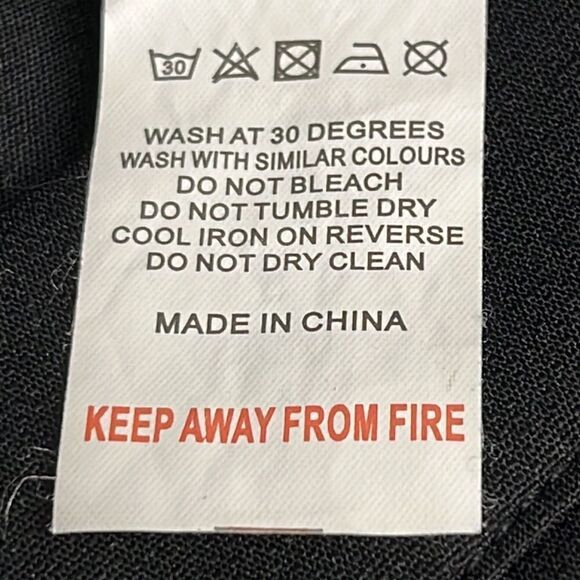 30
WASH AT 30 DEGREES
WASH WITH SIMILAR COLOURS
DO NOT BLEACH
DO NOT TUMBLE DRY
COOL IRON ON REVERSE
DO NOT DRY CLEAN
MADE IN CHINA
KEEP AWAY FROM FIRE